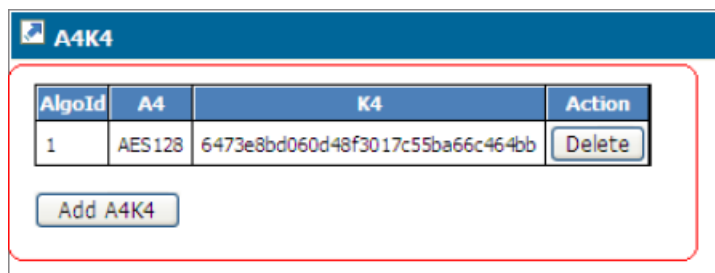 A4K4
AlgoId A4 K4 Action
1 AES128 6473e8bd060d48f3017c55ba66c464bb Delete
Add A4K4